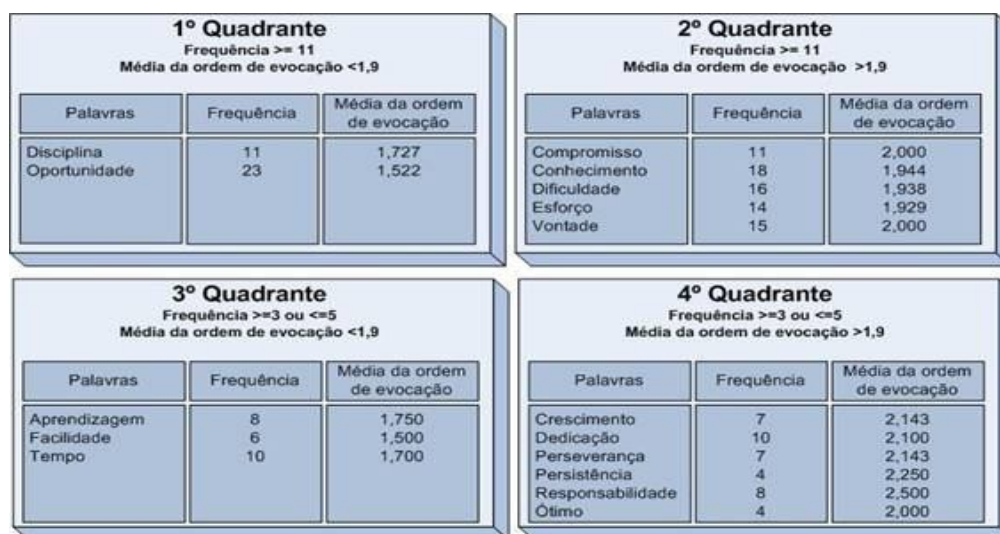 1º Quadrante
Frequência >= 11
Média da ordem de evocação <1,9
Palavras Frequência Média da ordem de evocação
Disciplina 11 1,727
Oportunidade 23 1,522
2º Quadrante
Frequência >= 11
Média da ordem de evocação >1,9
Palavras Frequência Média da ordem de evocação
Compromisso 11 2,000
Conhecimento 18 1,944
Dificuldade 16 1,938
Esforço 14 1,929
Vontade 15 2,000
3º Quadrante
Frequência >=3 ou <=5
Média da ordem de evocação <1,9
Palavras Frequência Média da ordem de evocação
Aprendizagem 8 1,750
Facilidade 6 1,500
Tempo 10 1,700
4º Quadrante
Frequência >=3 ou <=5
Média da ordem de evocação >1,9
Palavras Frequência Média da ordem de evocação
Crescimento 7 2,143
Dedicação 10 2,100
Perseverança 7 2,143
Persistência 4 2,250
Responsabilidade 8 2,500
Ótimo 4 2,000